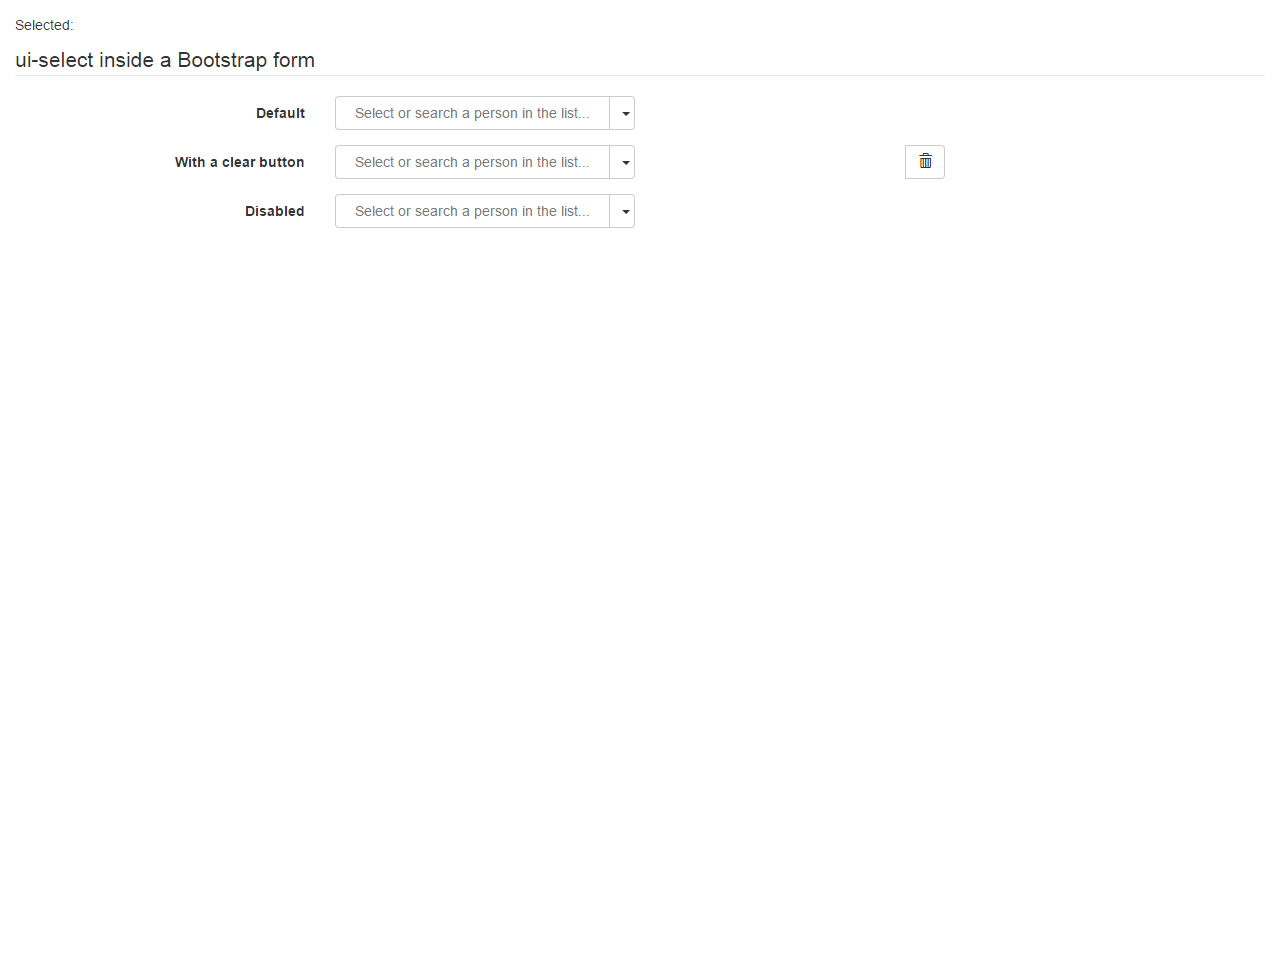 Selected:
ui-select inside a Bootstrap form
Default
Select or search a person in the list...
With a clear button
Select or search a person in the list...
Disabled
Select or search a person in the list...